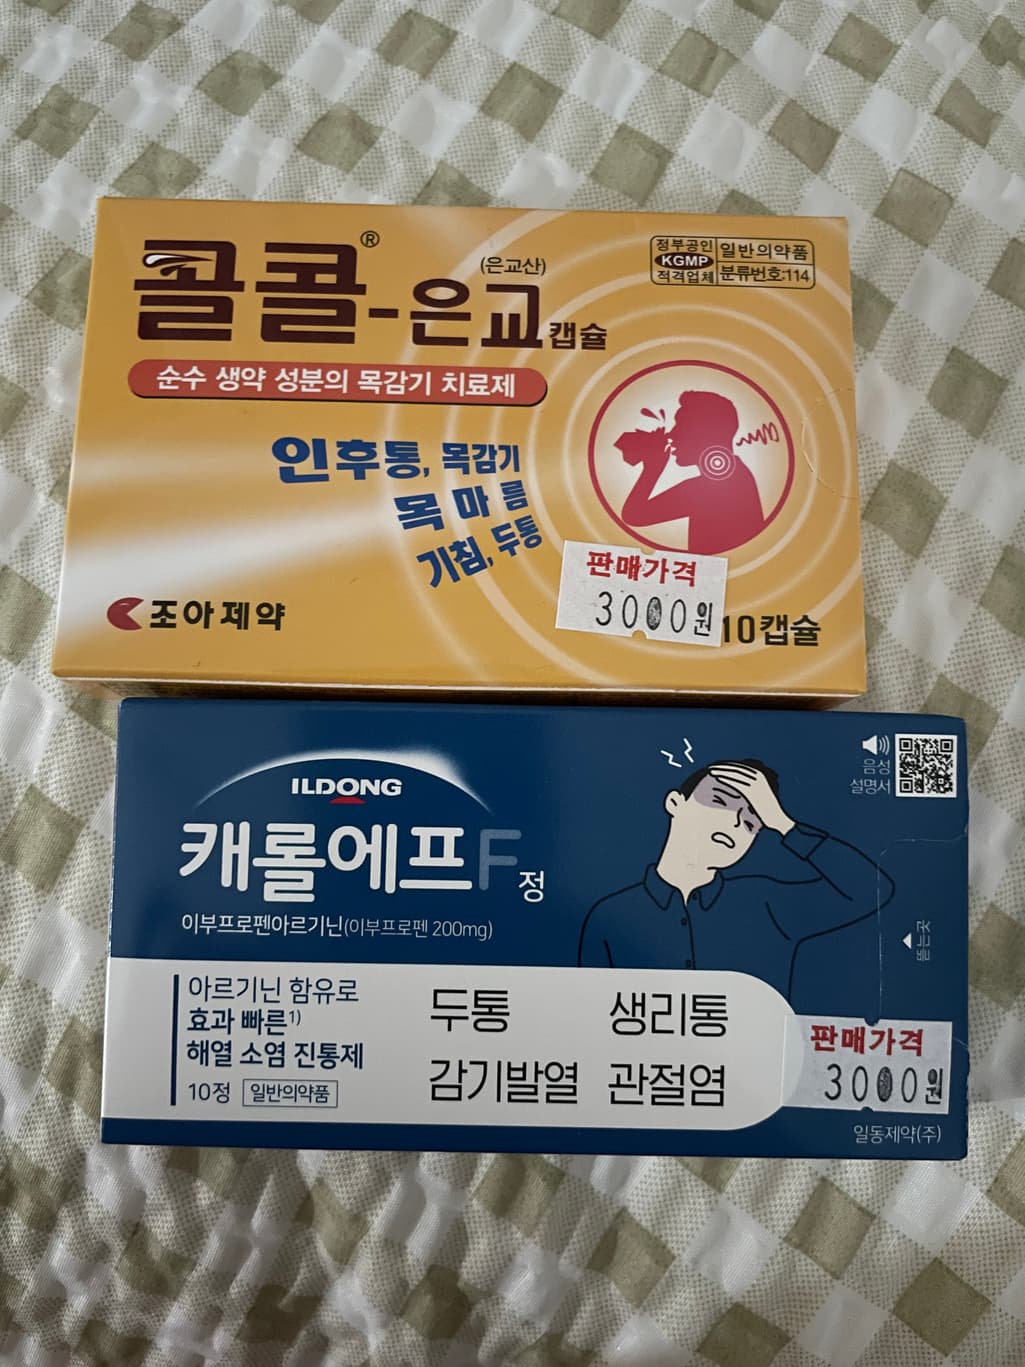 콜콜®-은교캡슐
(은교산)
정부공인
KGMP
적격업체
일반의약품
분류번호:114
순수 생약 성분의 목감기 치료제
인후통, 목감기
목 마 름
기침, 두통
판매가격
3000원
조아제약
10캡슐
ILDONG
캐롤에프F정
이부프로펜아르기닌(이부프로펜 200mg)
음성
설명서
뜯는곳
아르기닌 함유로
효과 빠른1)
해열 소염 진통제
10정 일반의약품
두통 생리통
감기발열 관절염
판매가격
3000원
일동제약(주)